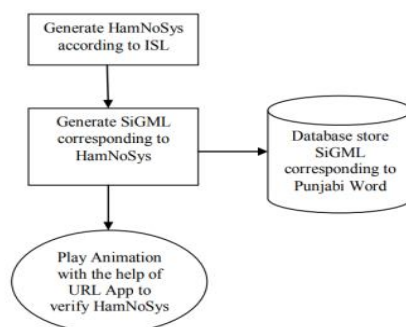 Generate HamNoSys
according to ISL
Generate SiGML
corresponding to
HamNoSys
Database store
SiGML
corresponding to
Punjabi Word
Play Animation
with the help of
URL App to
verify HamNoSys